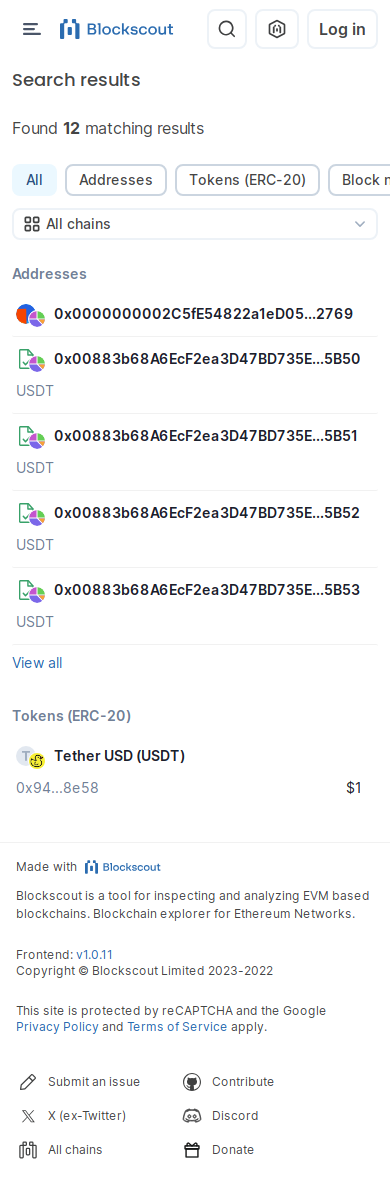 Blockscout
Log in
Search results
Found 12 matching results
All
Addresses
Tokens (ERC-20)
Block n
All chains
Addresses
0x0000000002C5fE54822a1eD05...2769
0x00883b68A6EcF2ea3D47BD735E...5B50
USDT
0x00883b68A6EcF2ea3D47BD735E...5B51
USDT
0x00883b68A6EcF2ea3D47BD735E...5B52
USDT
0x00883b68A6EcF2ea3D47BD735E...5B53
USDT
View all
Tokens (ERC-20)
T
Tether USD (USDT)
0x94...8e58
$1
Made with Blockscout
Blockscout is a tool for inspecting and analyzing EVM based
blockchains. Blockchain explorer for Ethereum Networks.
Frontend: v1.0.11
Copyright © Blockscout Limited 2023-2022
This site is protected by reCAPTCHA and the Google
Privacy Policy and Terms of Service apply.
Submit an issue
Contribute
X (ex-Twitter)
Discord
All chains
Donate